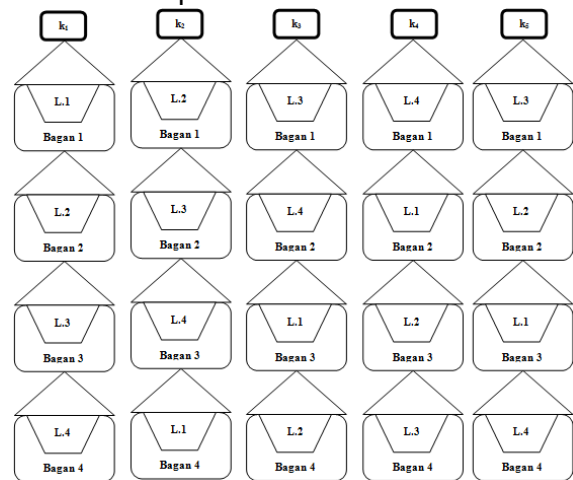 k₁ k₂ k₃ k₄ k₅
L.1 L.2 L.3 L.4 L.3
Bagan 1 Bagan 1 Bagan 1 Bagan 1 Bagan 1
L.2 L.3 L.4 L.1 L.2
Bagan 2 Bagan 2 Bagan 2 Bagan 2 Bagan 2
L.3 L.4 L.1 L.2 L.1
Bagan 3 Bagan 3 Bagan 3 Bagan 3 Bagan 3
L.4 L.1 L.2 L.3 L.4
Bagan 4 Bagan 4 Bagan 4 Bagan 4 Bagan 4